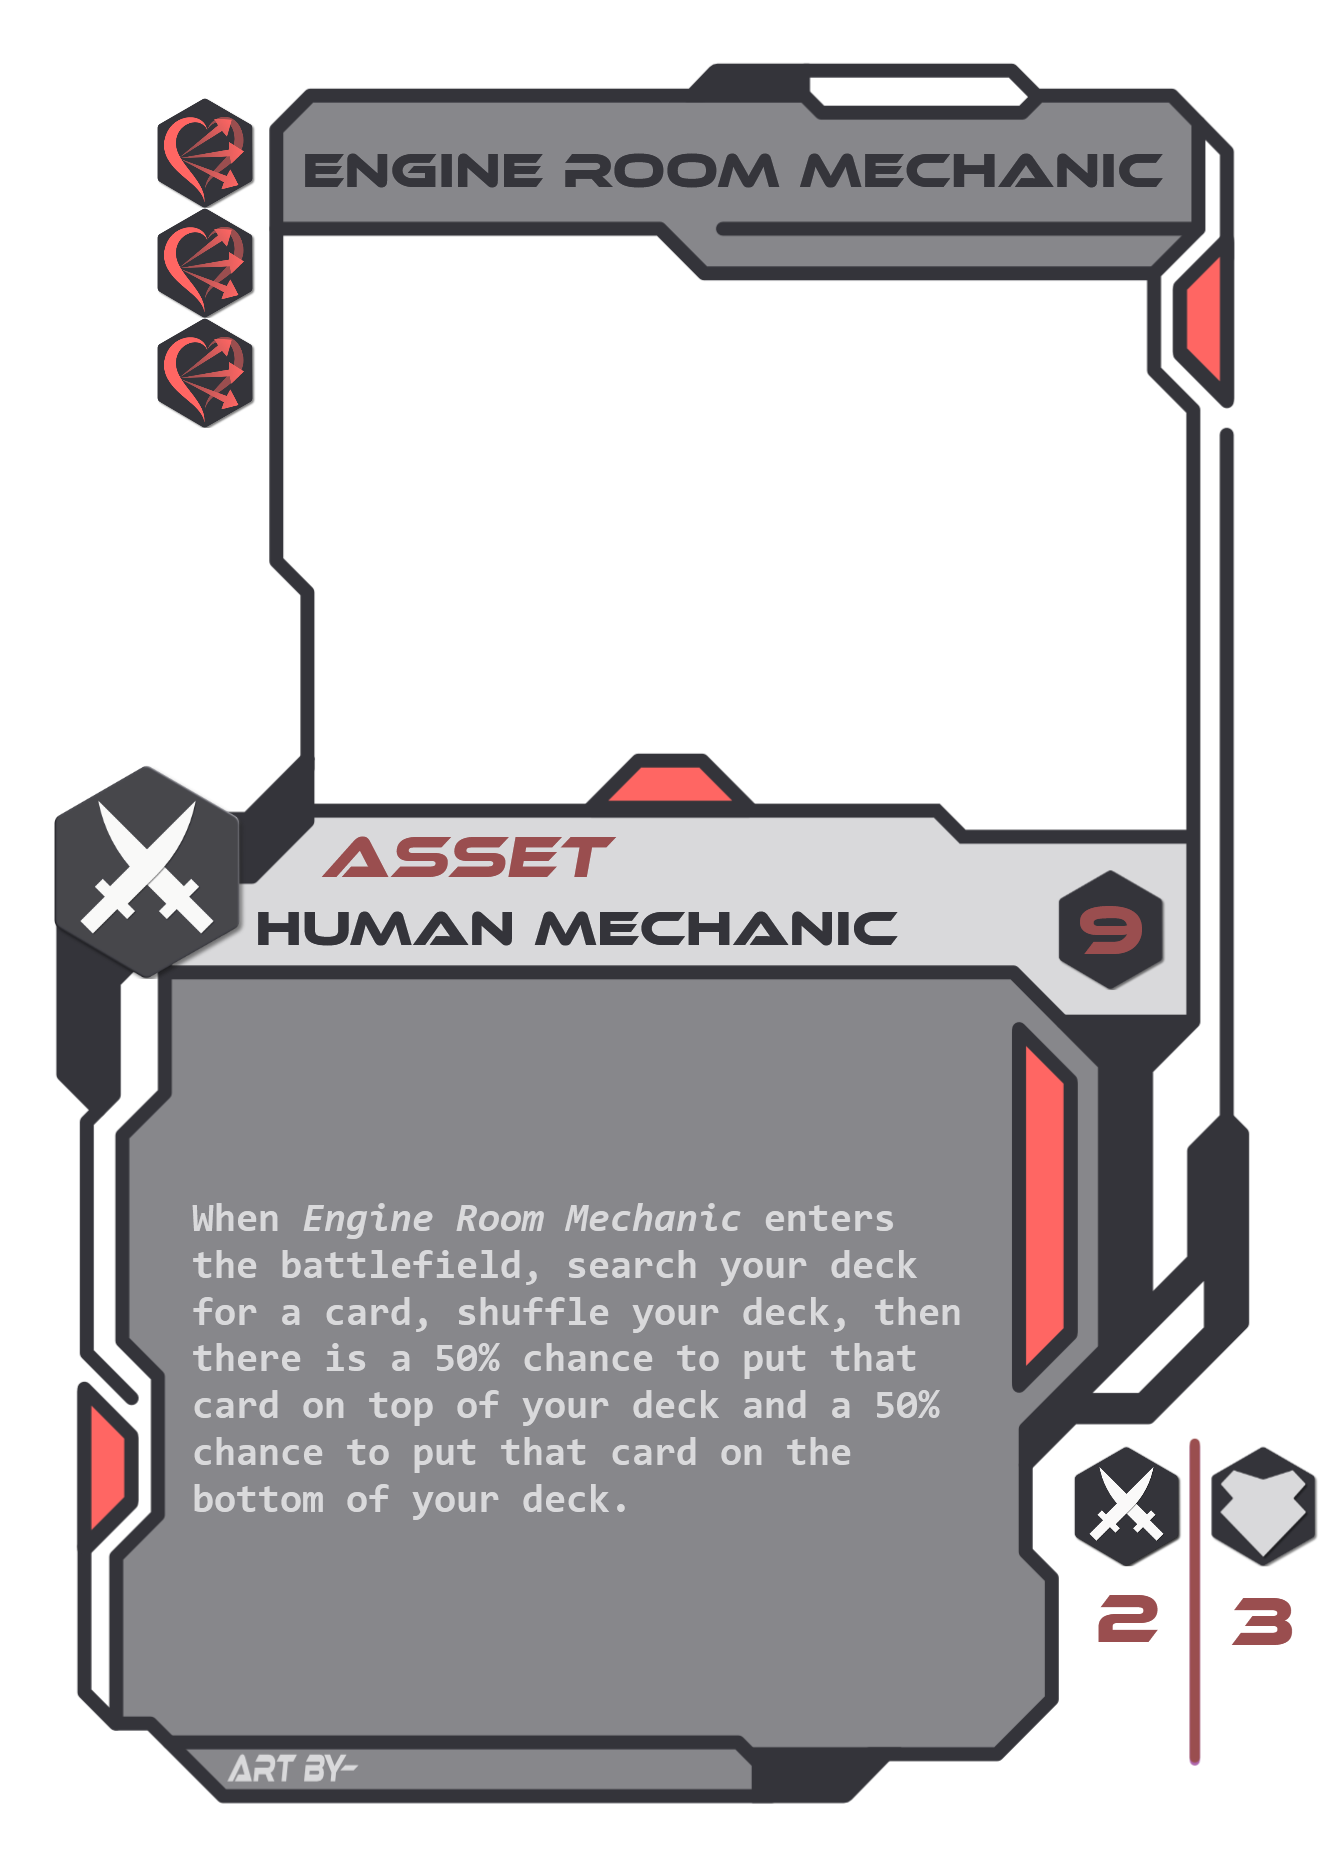 ENGINE ROOM MECHANIC
ASSET
HUMAN MECHANIC
9
When Engine Room Mechanic enters
the battlefield, search your deck
for a card, shuffle your deck, then
there is a 50% chance to put that
card on top of your deck and a 50%
chance to put that card on the
bottom of your deck.
2 3
ART BY-